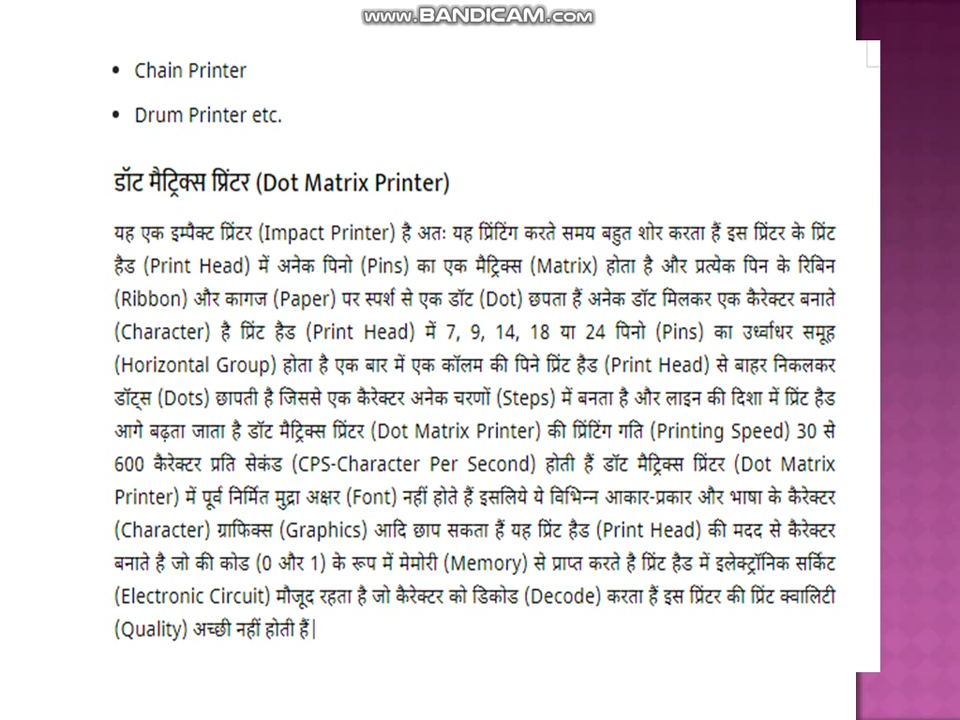 www.BANDICAM.com
• Chain Printer
• Drum Printer etc.
डॉट मैट्रिक्स प्रिंटर (Dot Matrix Printer)
यह एक इम्पैक्ट प्रिंटर (Impact Printer) है अतः यह प्रिंटिंग करते समय बहुत शोर करता हैं इस प्रिंटर के प्रिंट
हैड (Print Head) में अनेक पिनो (Pins) का एक मैट्रिक्स (Matrix) होता है और प्रत्येक पिन के रिबिन
(Ribbon) और कागज (Paper) पर स्पर्श से एक डॉट (Dot) छपता हैं अनेक डॉट मिलकर एक कैरेक्टर बनाते
(Character) है प्रिंट हैड (Print Head) में 7, 9, 14, 18 या 24 पिनो (Pins) का उर्ध्वाधर समूह
(Horizontal Group) होता है एक बार में एक कॉलम की पिने प्रिंट हैड (Print Head) से बाहर निकलकर
डॉट्स (Dots) छापती है जिससे एक कैरेक्टर अनेक चरणों (Steps) में बनता है और लाइन की दिशा में प्रिंट हैड
आगे बढ़ता जाता है डॉट मैट्रिक्स प्रिंटर (Dot Matrix Printer) की प्रिंटिंग गति (Printing Speed) 30 से
600 कैरेक्टर प्रति सेकंड (CPS-Character Per Second) होती हैं डॉट मैट्रिक्स प्रिंटर (Dot Matrix
Printer) में पूर्व निर्मित मुद्रा अक्षर (Font) नहीं होते हैं इसलिये ये विभिन्न आकार-प्रकार और भाषा के कैरेक्टर
(Character) ग्राफिक्स (Graphics) आदि छाप सकता हैं यह प्रिंट हैड (Print Head) की मदद से कैरेक्टर
बनाते है जो की कोड (0 और 1) के रूप में मेमोरी (Memory) से प्राप्त करते है प्रिंट हैड में इलेक्ट्रॉनिक सर्किट
(Electronic Circuit) मौजूद रहता है जो कैरेक्टर को डिकोड (Decode) करता हैं इस प्रिंटर की प्रिंट क्वालिटी
(Quality) अच्छी नहीं होती हैं|